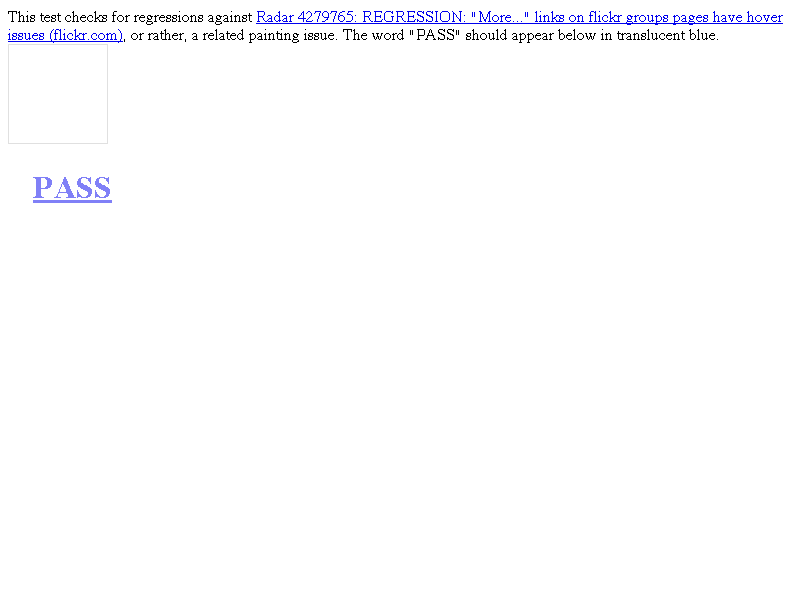 This test checks for regressions against Radar 4279765: REGRESSION: "More..." links on flickr groups pages have hover
issues (flickr.com), or rather, a related painting issue. The word "PASS" should appear below in translucent blue.
PASS